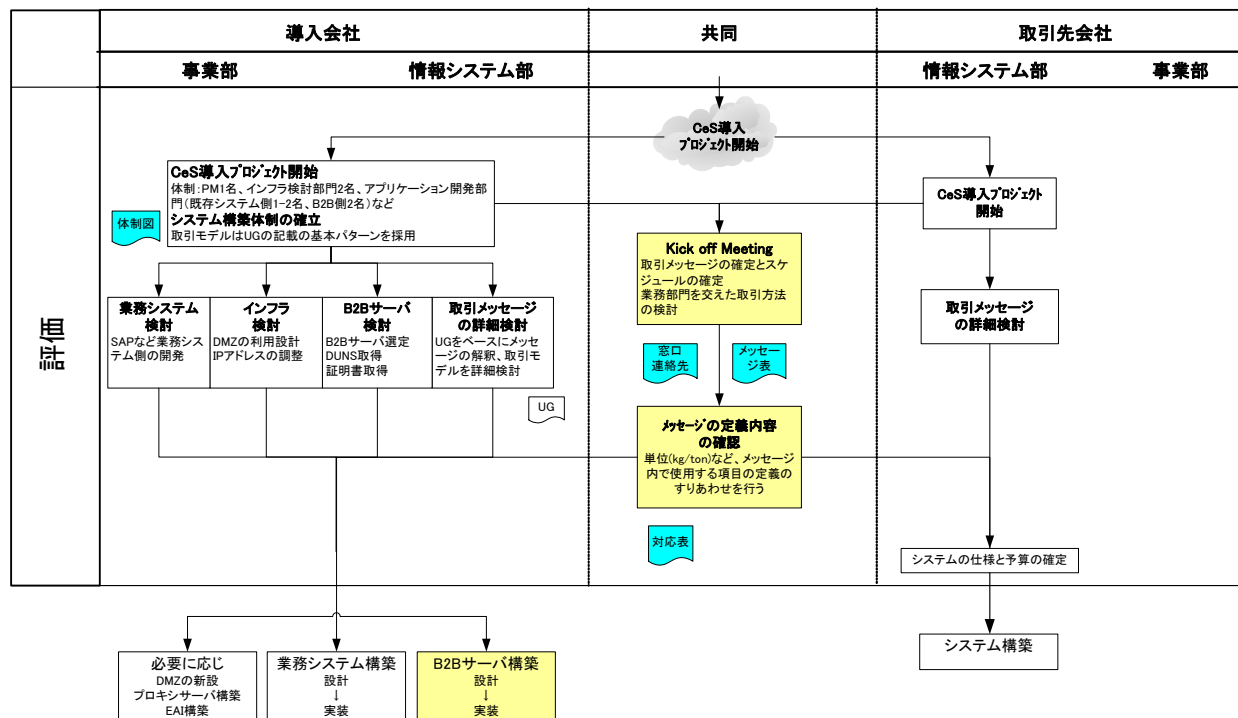 導入会社
共同
取引先会社
事業部
情報システム部
情報システム部
事業部
評価
CeS導入
プロジェクト開始
CeS導入プロジェクト開始
体制:PM1名、インフラ検討部門2名、アプリケーション開発部
門(既存システム側1-2名、B2B側2名)など
システム構築体制の確立
取引モデルはUGの記載の基本パターンを採用
体制図
CeS導入プロジェクト
開始
Kick off Meeting
取引メッセージの確定とスケ
ジュールの確定
業務部門を交えた取引方法
の検討
業務システム
検討
SAPなど業務シス
テム側の開発
インフラ
検討
DMZの利用設計
IPアドレスの調整
B2Bサーバ
検討
B2Bサーバ選定
DUNS取得
証明書取得
取引メッセージ
の詳細検討
UGをベースにメッセー
ジの解釈、取引モ
デルを詳細検討
取引メッセージ
の詳細検討
窓口
連絡先
メッセー
ジ表
UG
メッセージの定義内容
の確認
単位(kg/ton)など、メッセージ
内で使用する項目の定義の
すりあわせを行う
対応表
システムの仕様と予算の確定
システム構築
必要に応じ
DMZの新設
プロキシサーバ構築
EAI構築
業務システム構築
設計
↓
実装
B2Bサーバ構築
設計
↓
実装